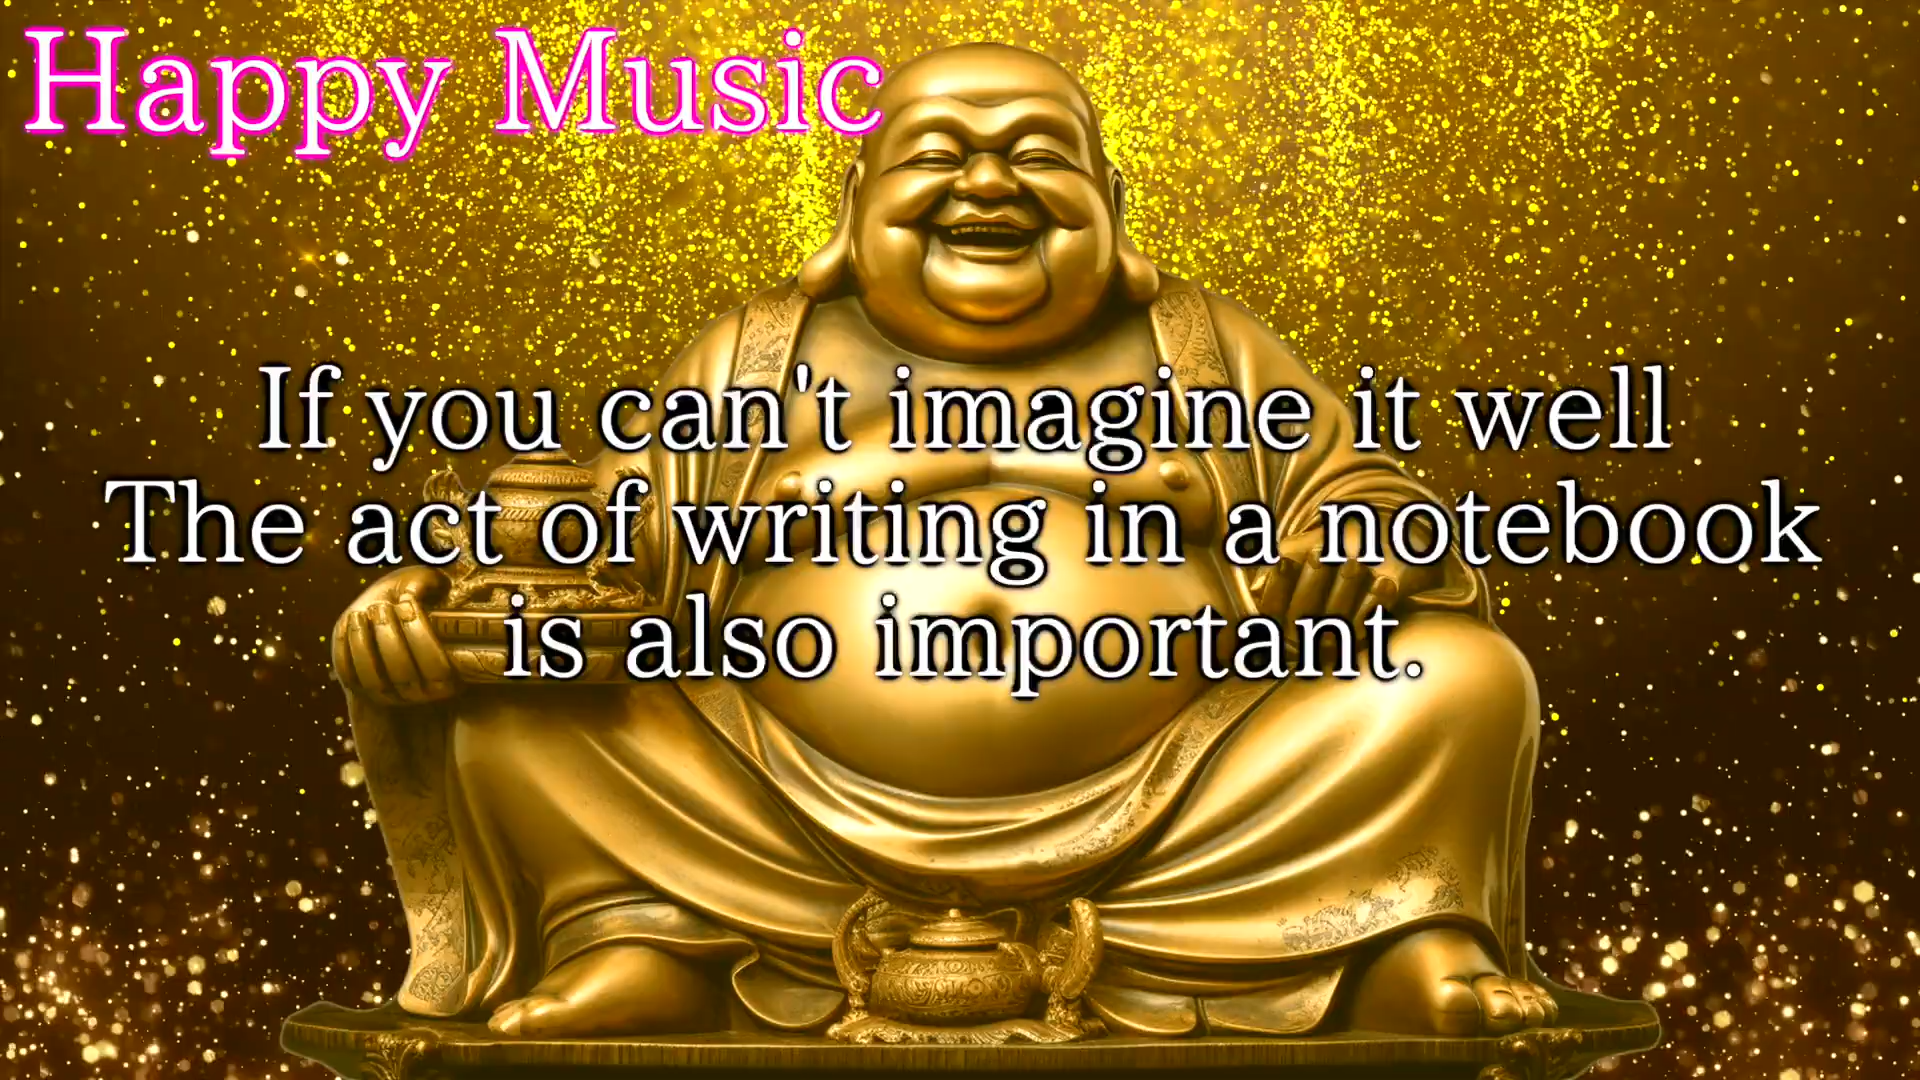 Happy Music
If you can't imagine it well
The act of writing in a notebook
is also important.